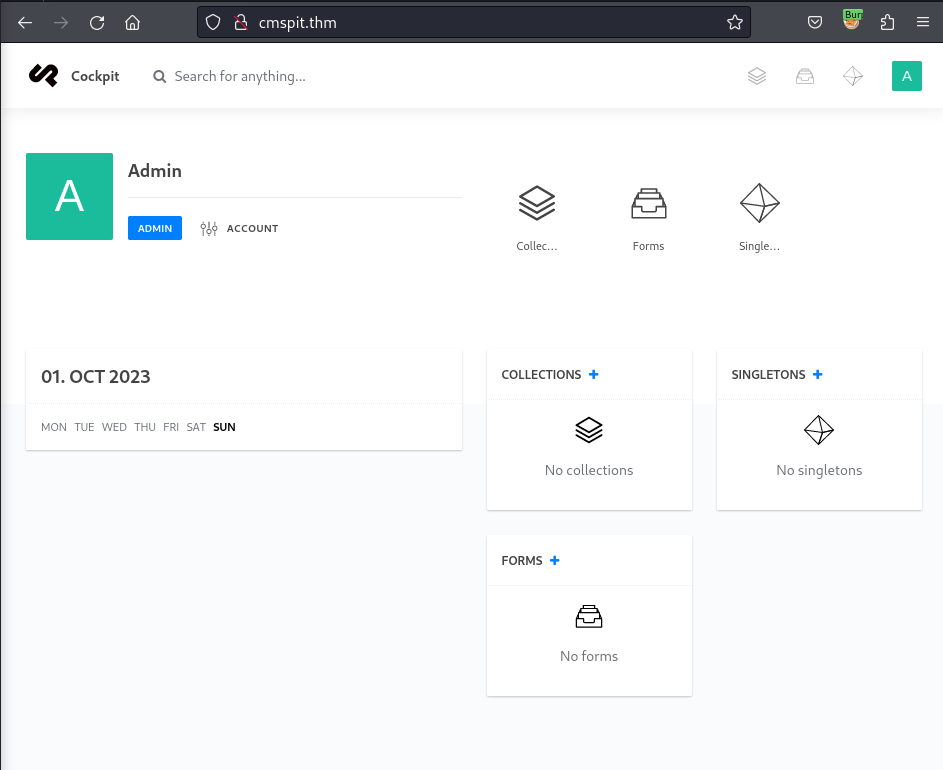 cmspit.thm
Burp
Cockpit
Search for anything...
A
A
Admin
ADMIN
ACCOUNT
Collec...
Forms
Single...
01. OCT 2023
MON TUE WED THU FRI SAT SUN
COLLECTIONS +
No collections
SINGLETONS +
No singletons
FORMS +
No forms